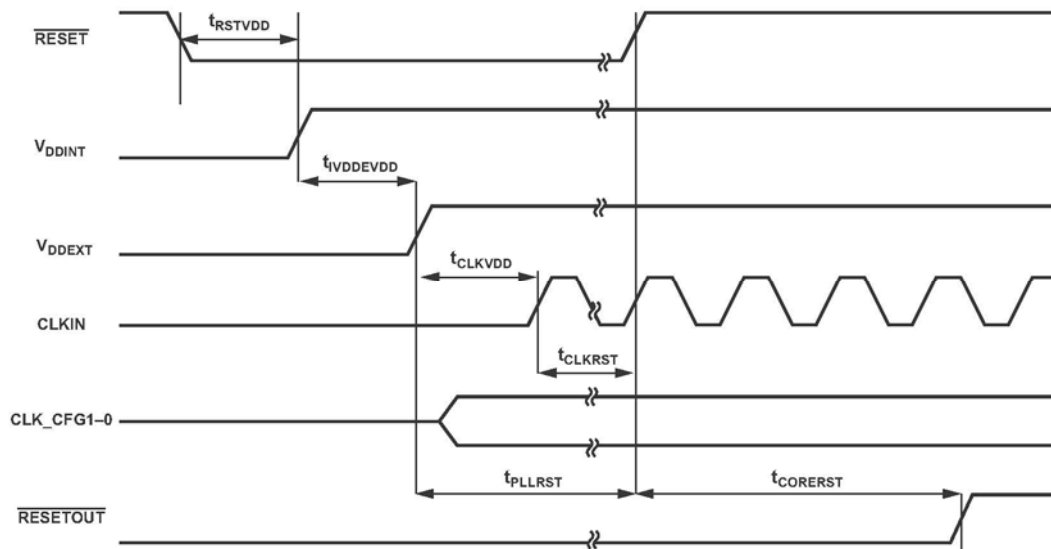 RESET
tRSTVDD
VDDINT
tIVDDEVDD
VDDEXT
tCLKVDD
CLKIN
tCLKRST
CLK_CFG1–0
tPLLRST
tCORERST
RESETOUT